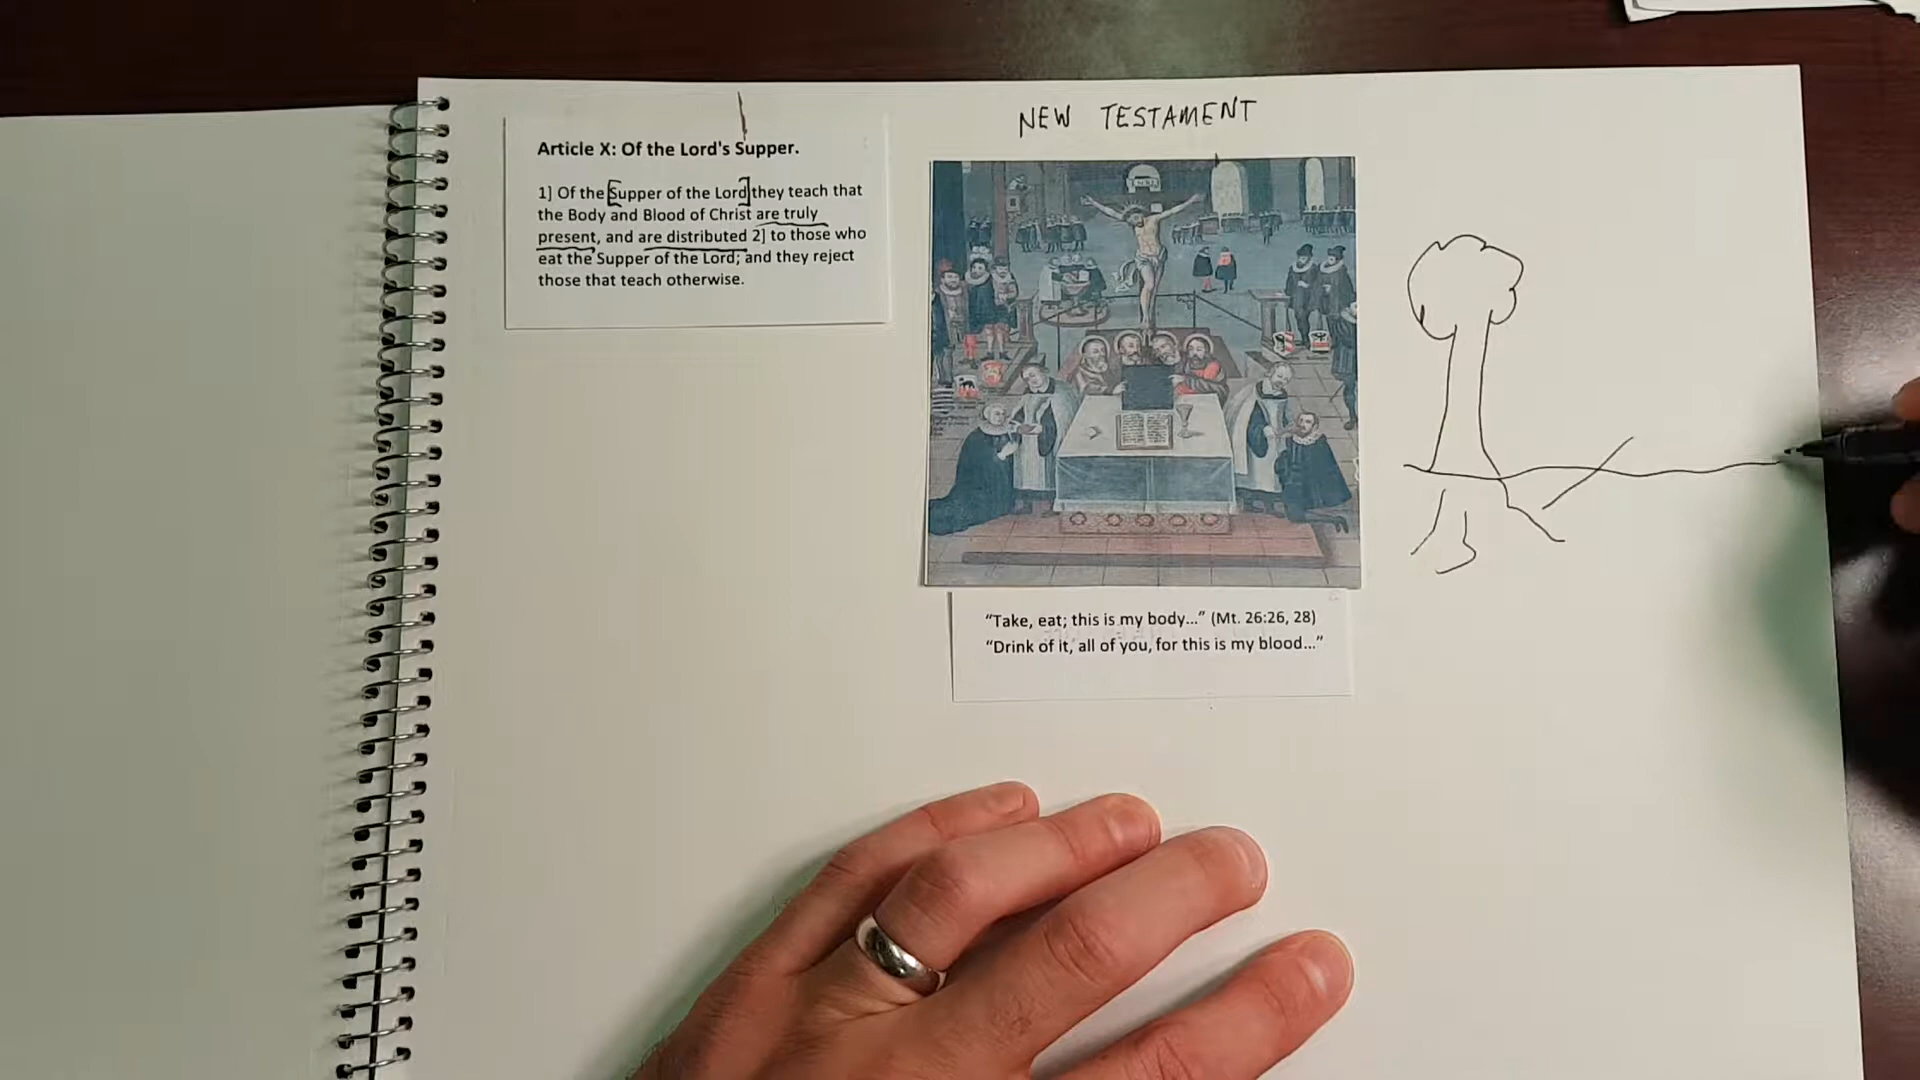 Article X: Of the Lord's Supper.
1] Of the [Supper of the Lord] they teach that
the Body and Blood of Christ are truly
present, and are distributed 2] to those who
eat the Supper of the Lord; and they reject
those that teach otherwise.
NEW TESTAMENT
“Take, eat; this is my body...” (Mt. 26:26, 28)
“Drink of it, all of you, for this is my blood...”